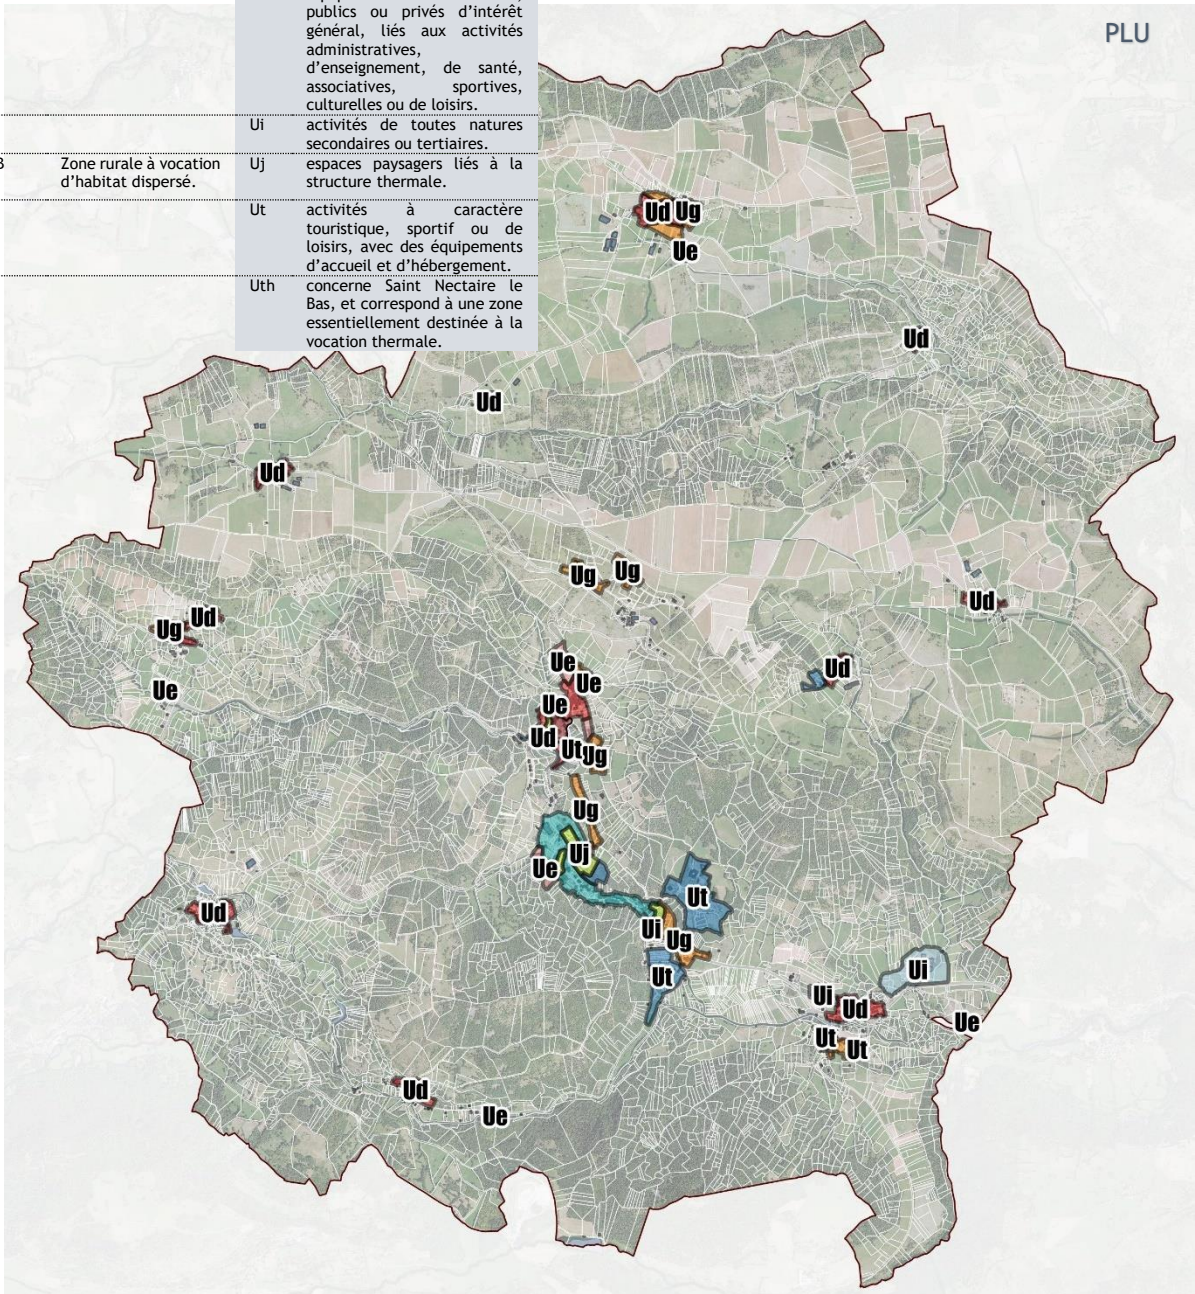 publics ou privés d’intérêt
général, liés aux activités
administratives,
d’enseignement, de santé,
associatives, sportives,
culturelles ou de loisirs.
Ui activités de toutes natures
secondaires ou tertiaires.
Zone rurale à vocation
d’habitat dispersé.
Uj espaces paysagers liés à la
structure thermale.
Ut activités à caractère
touristique, sportif ou de
loisirs, avec des équipements
d’accueil et d’hébergement.
Uth concerne Saint Nectaire le
Bas, et correspond à une zone
essentiellement destinée à la
vocation thermale.
PLU
Ud Ug
Ue
Ud
Ud
Ud
Ug Ug
Ud
Ug Ud
Ue
Ue
Ue
Ue
Ud
Ud
Ut Ug
Ug
Uj
Ue
Ut
Ud
Ui
Ug
Ut
Ui
Ui
Ud
Ue
Ut
Ut
Ud
Ue